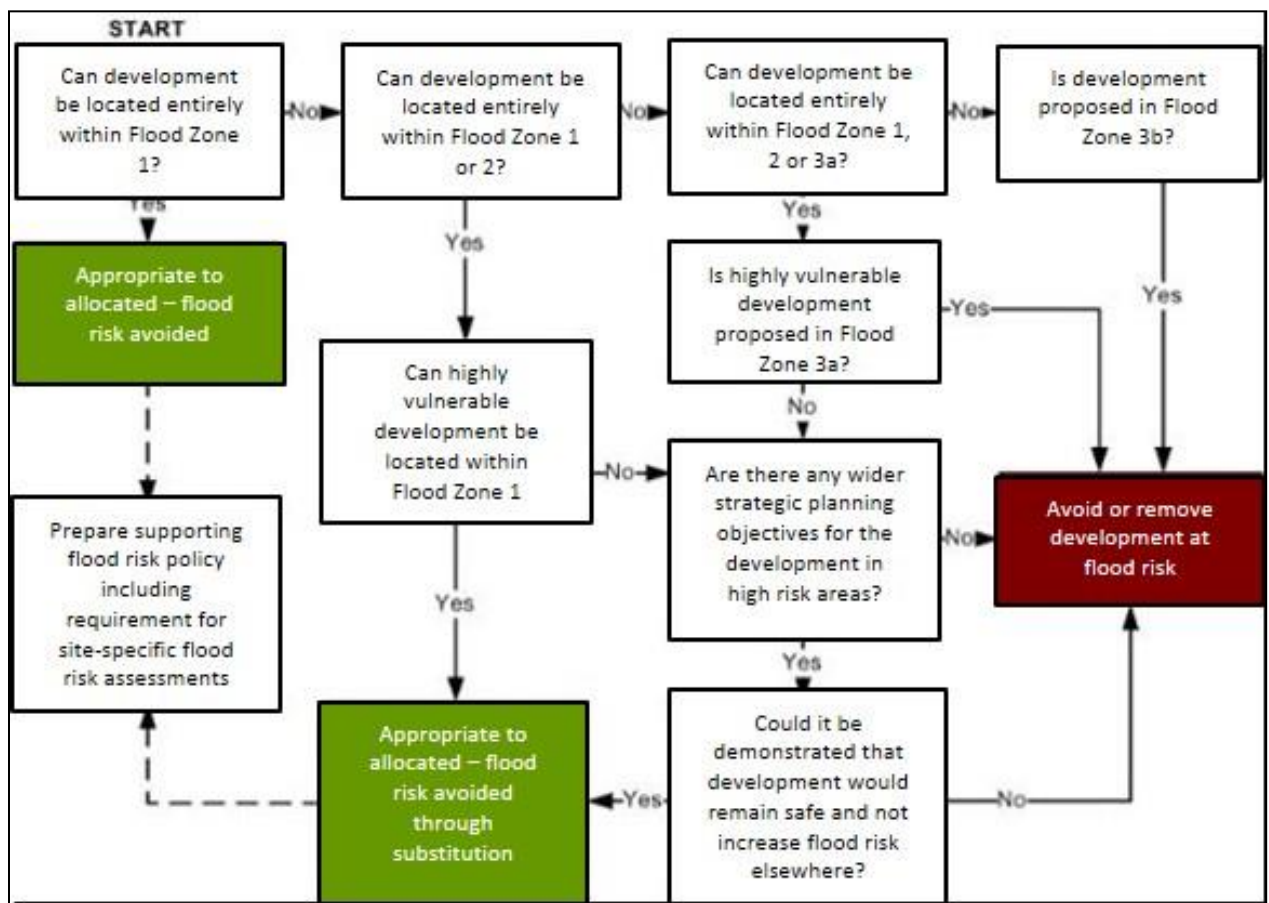 START
Can development
be located entirely
within Flood Zone
1?
No
Can development be
located entirely
within Flood Zone 1
or 2?
No
Can development be
located entirely
within Flood Zone 1,
2 or 3a?
No
Is development
proposed in Flood
Zone 3b?
Yes
Yes
Yes
Yes
Appropriate to
allocated – flood
risk avoided
Is highly vulnerable
development
proposed in Flood
Zone 3a?
Yes
No
Can highly
vulnerable
development be
located within
Flood Zone 1
No
Yes
Are there any wider
strategic planning
objectives for the
development in
high risk areas?
No
Yes
Avoid or remove
development at
flood risk
Prepare supporting
flood risk policy
including
requirement for
site-specific flood
risk assessments
Appropriate to
allocated – flood
risk avoided
through
substitution
Yes
Could it be
demonstrated that
development would
remain safe and not
increase flood risk
elsewhere?
No